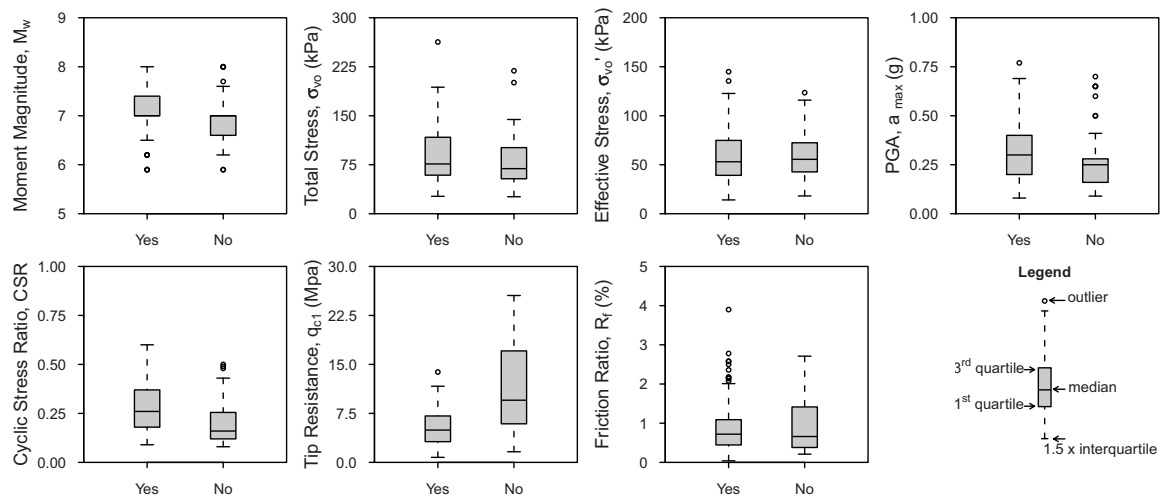 Moment Magnitude, Mw
9
8
7
6
5
Yes No
Total Stress, σvo (kPa)
300
225
150
75
0
Yes No
Effective Stress, σvo' (kPa)
200
150
100
50
0
Yes No
PGA, a max (g)
1.00
0.75
0.50
0.25
0.00
Yes No
Cyclic Stress Ratio, CSR
1.00
0.75
0.50
0.25
0.00
Yes No
Tip Resistance, qc1 (Mpa)
30.0
22.5
15.0
7.5
0.0
Yes No
Friction Ratio, Rf (%)
5
4
3
2
1
0
Yes No
Legend
outlier
3rd quartile
median
1st quartile
1.5 x interquartile